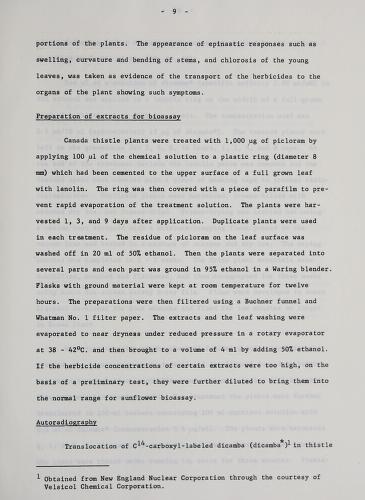 - 9 -
portions of the plants. The appearance of epinastic responses such as
swelling, curvature and bending of stems, and chlorosis of the young
leaves, was taken as evidence of the transport of the herbicides to the
organs of the plant showing such symptoms.
Preparation of extracts for bioassay
Canada thistle plants were treated with 1,000 µg of picloram by
applying 100 µl of the chemical solution to a plastic ring (diameter 8
mm) which had been cemented to the upper surface of a full grown leaf
with lanolin. The ring was then covered with a piece of parafilm to pre-
vent rapid evaporation of the treatment solution. The plants were har-
vested 1, 3, and 9 days after application. Duplicate plants were used
in each treatment. The residue of picloram on the leaf surface was
washed off in 20 ml of 50% ethanol. Then the plants were separated into
several parts and each part was ground in 95% ethanol in a Waring blender.
Flasks with ground material were kept at room temperature for twelve
hours. The preparations were then filtered using a Buchner funnel and
Whatman No. 1 filter paper. The extracts and the leaf washing were
evaporated to near dryness under reduced pressure in a rotary evaporator
at 38 - 42°C. and then brought to a volume of 4 ml by adding 50% ethanol.
If the herbicide concentrations of certain extracts were too high, on the
basis of a preliminary test, they were further diluted to bring them into
the normal range for sunflower bioassay.
Autoradiography
Translocation of C14-carboxyl-labeled dicamba (dicamba*)1 in thistle
1 Obtained from New England Nuclear Corporation through the courtesy of
Velsicol Chemical Corporation.